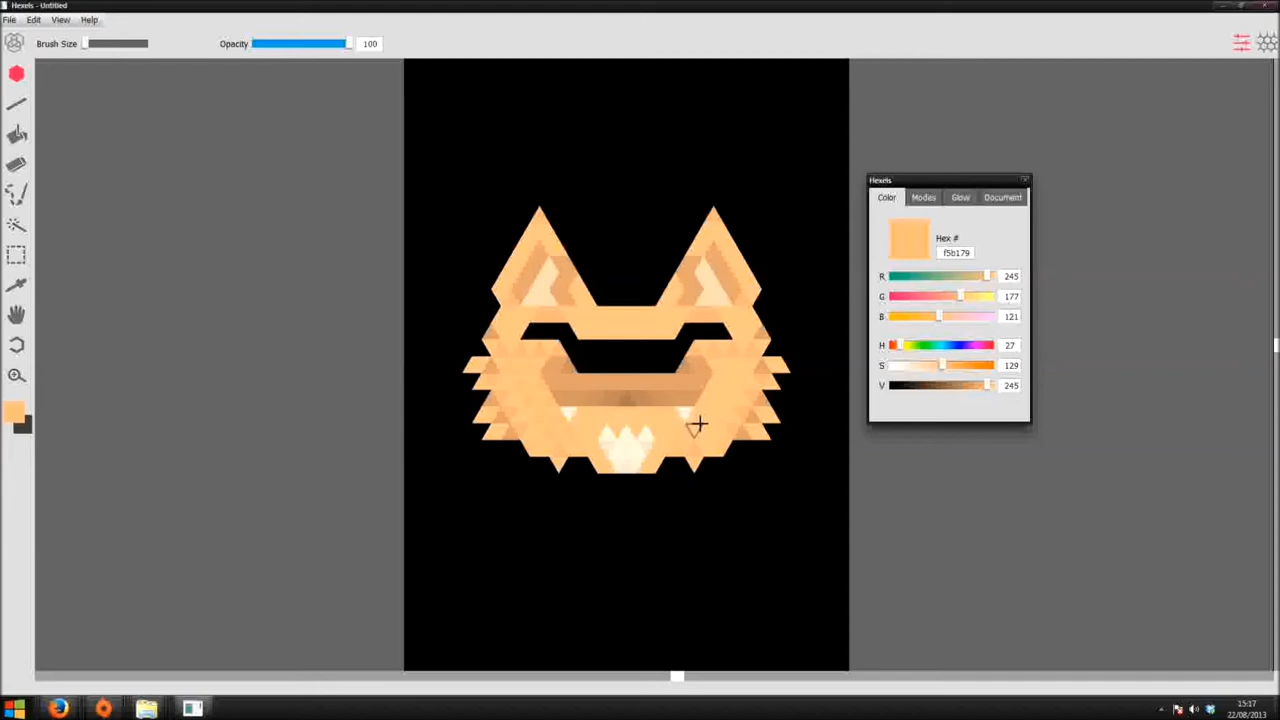 Hexels - Untitled
File Edit View Help
Brush Size Opacity 100
Hexels
Color Modes Glow Document
Hex #
f5b179
R 245
G 177
B 121
H 27
S 129
V 245
15:17
22/08/2013